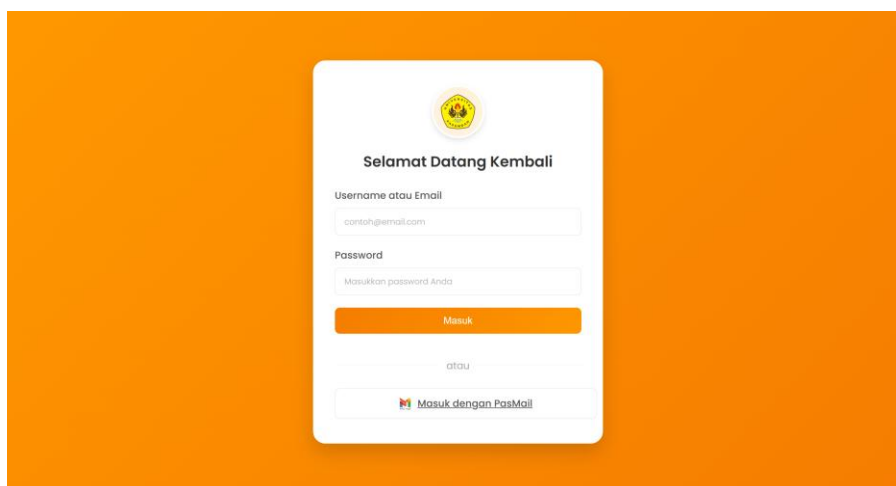 Selamat Datang Kembali
Username atau Email
contoh@email.com
Password
Masukkan password Anda
Masuk
atau
Masuk dengan PasMail